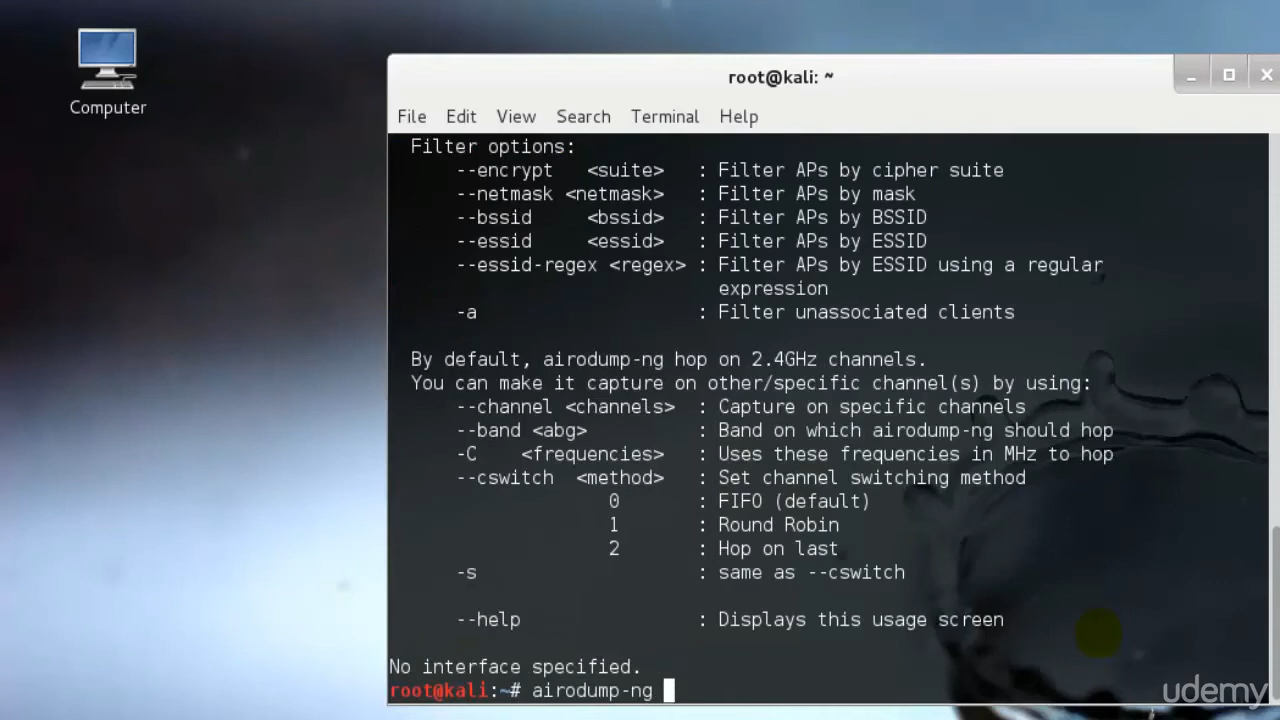 Computer
root@kali: ~
File Edit View Search Terminal Help
Filter options:
--encrypt <suite> : Filter APs by cipher suite
--netmask <netmask> : Filter APs by mask
--bssid <bssid> : Filter APs by BSSID
--essid <essid> : Filter APs by ESSID
--essid-regex <regex> : Filter APs by ESSID using a regular
expression
-a : Filter unassociated clients
By default, airodump-ng hop on 2.4GHz channels.
You can make it capture on other/specific channel(s) by using:
--channel <channels> : Capture on specific channels
--band <abg> : Band on which airodump-ng should hop
-C <frequencies> : Uses these frequencies in MHz to hop
--cswitch <method> : Set channel switching method
0 : FIFO (default)
1 : Round Robin
2 : Hop on last
-s : same as --cswitch
--help : Displays this usage screen
No interface specified.
root@kali:~# airodump-ng
udemy